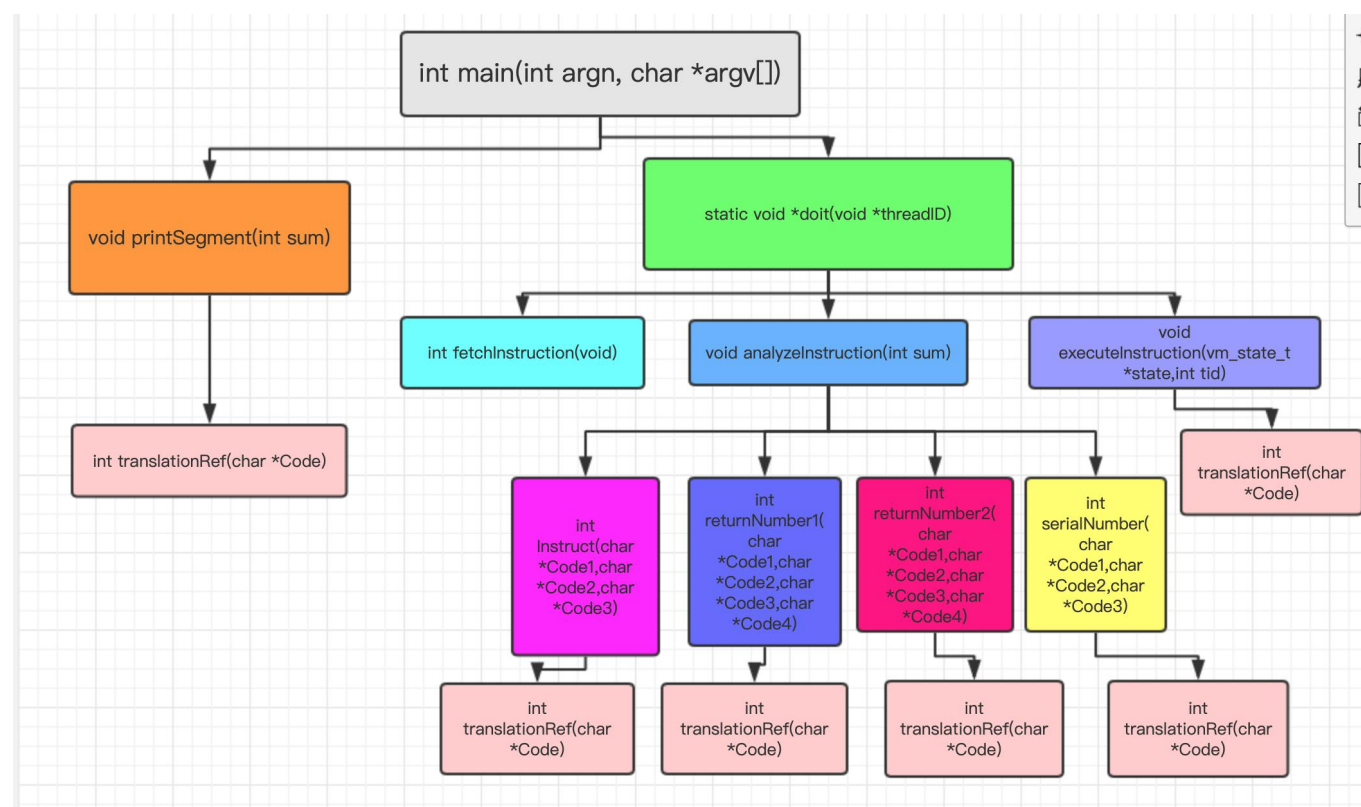 int main(int argn, char *argv[])
static void *doit(void *threadID)
void printSegment(int sum)
int fetchInstruction(void)
void analyzeInstruction(int sum)
void
executeInstruction(vm_state_t
*state,int tid)
int translationRef(char *Code)
int
translationRef(char
*Code)
int
Instruct(char
*Code1,char
*Code2,char
*Code3)
int
returnNumber1(
char
*Code1,char
*Code2,char
*Code3,char
*Code4)
int
returnNumber2(
char
*Code1,char
*Code2,char
*Code3,char
*Code4)
int
serialNumber(
char
*Code1,char
*Code2,char
*Code3)
int
translationRef(char
*Code)
int
translationRef(char
*Code)
int
translationRef(char
*Code)
int
translationRef(char
*Code)